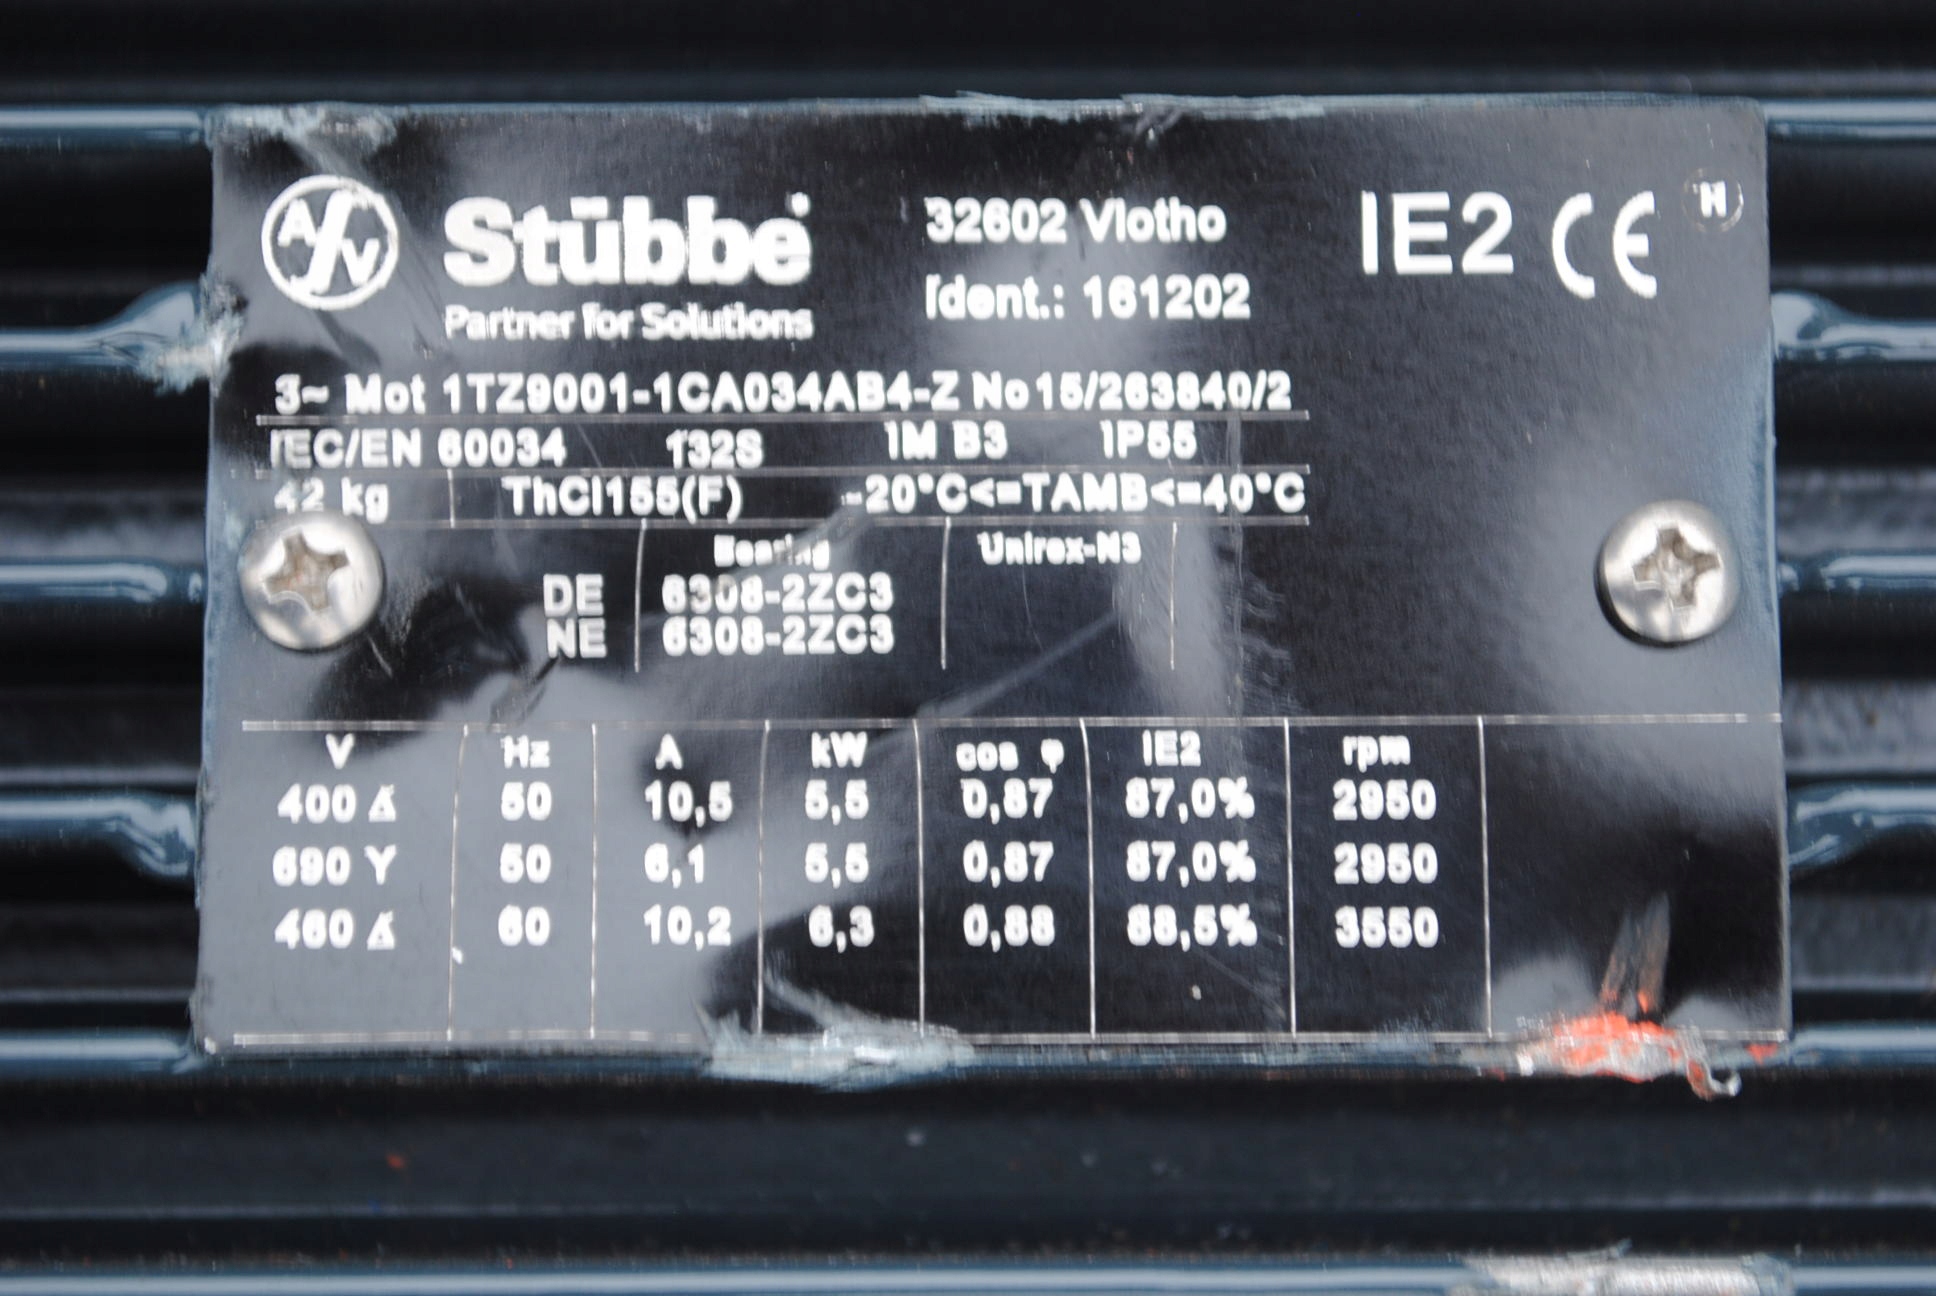 ASV Stübbe
Partner for Solutions
32602 Vlotho
Ident.: 161202
IE2 CE H
3~ Mot 1TZ9001-1CA034AB4-Z No 15/263840/2
IEC/EN 60034 132S IM B3 IP55
42 kg ThCl155(F) -20°C<=TAMB<=40°C
Bearing Unirex-N3
DE 6308-2ZC3
NE 6308-2ZC3
V Hz A kW cos φ IE2 rpm
400 Δ 50 10,5 5,5 0,87 87,0% 2950
690 Y 50 6,1 5,5 0,87 87,0% 2950
460 Δ 60 10,2 6,3 0,88 88,5% 3550